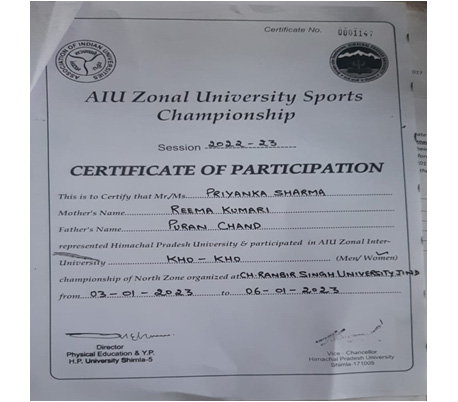 Certificate No. 0001147
ASSOCIATION OF INDIAN UNIVERSITIES
AIU Zonal University Sports
Championship
Session 2022-23
CERTIFICATE OF PARTICIPATION
This is to Certify that Mr/Ms. PRIYANKA SHARMA
Mother's Name REEMA KUMARI
Father's Name PURAN CHAND
represented Himachal Pradesh University & participated in AIU Zonal Inter-
University KHO-KHO (Men/Women)
championship of North Zone organized at CH. RANBIR SINGH UNIVERSITY JIND
from 03-01-2023 to 06-01-2023
Director
Physical Education & Y.P.
H.P. University Shimla-5
Vice - Chancellor
Himachal Pradesh University
Shimla-171005